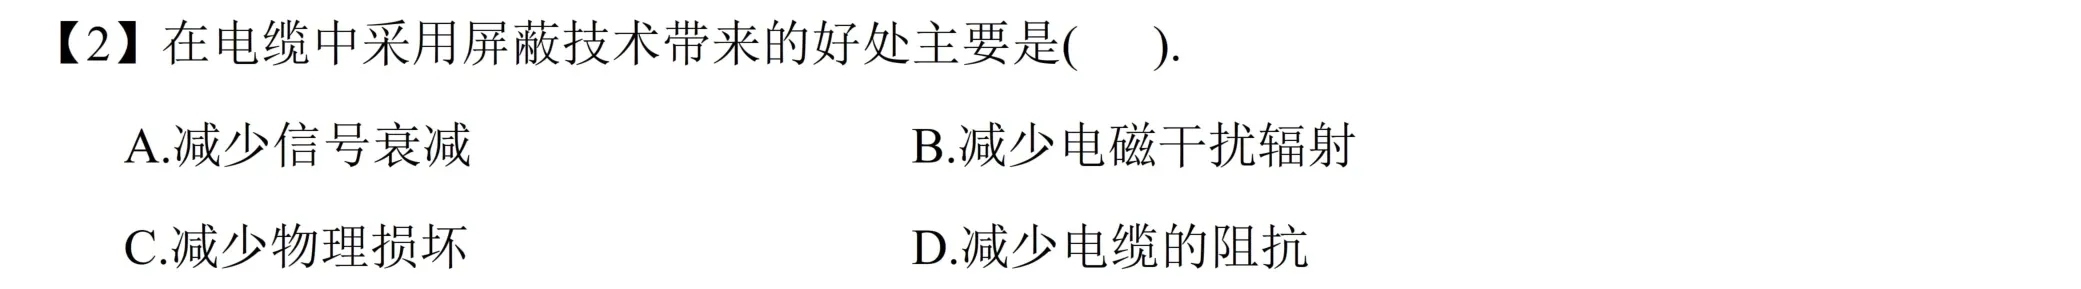 【2】在电缆中采用屏蔽技术带来的好处主要是(    ).
A.减少信号衰减    B.减少电磁干扰辐射
C.减少物理损坏    D.减少电缆的阻抗